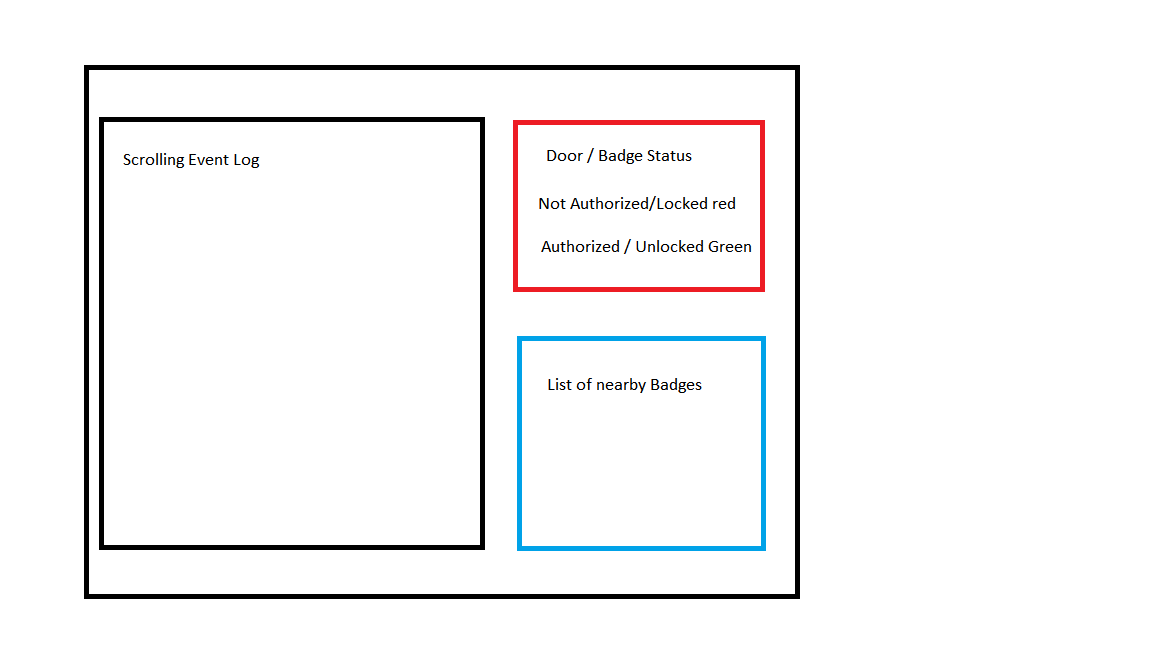 Scrolling Event Log
Door / Badge Status
Not Authorized/Locked red
Authorized / Unlocked Green
List of nearby Badges